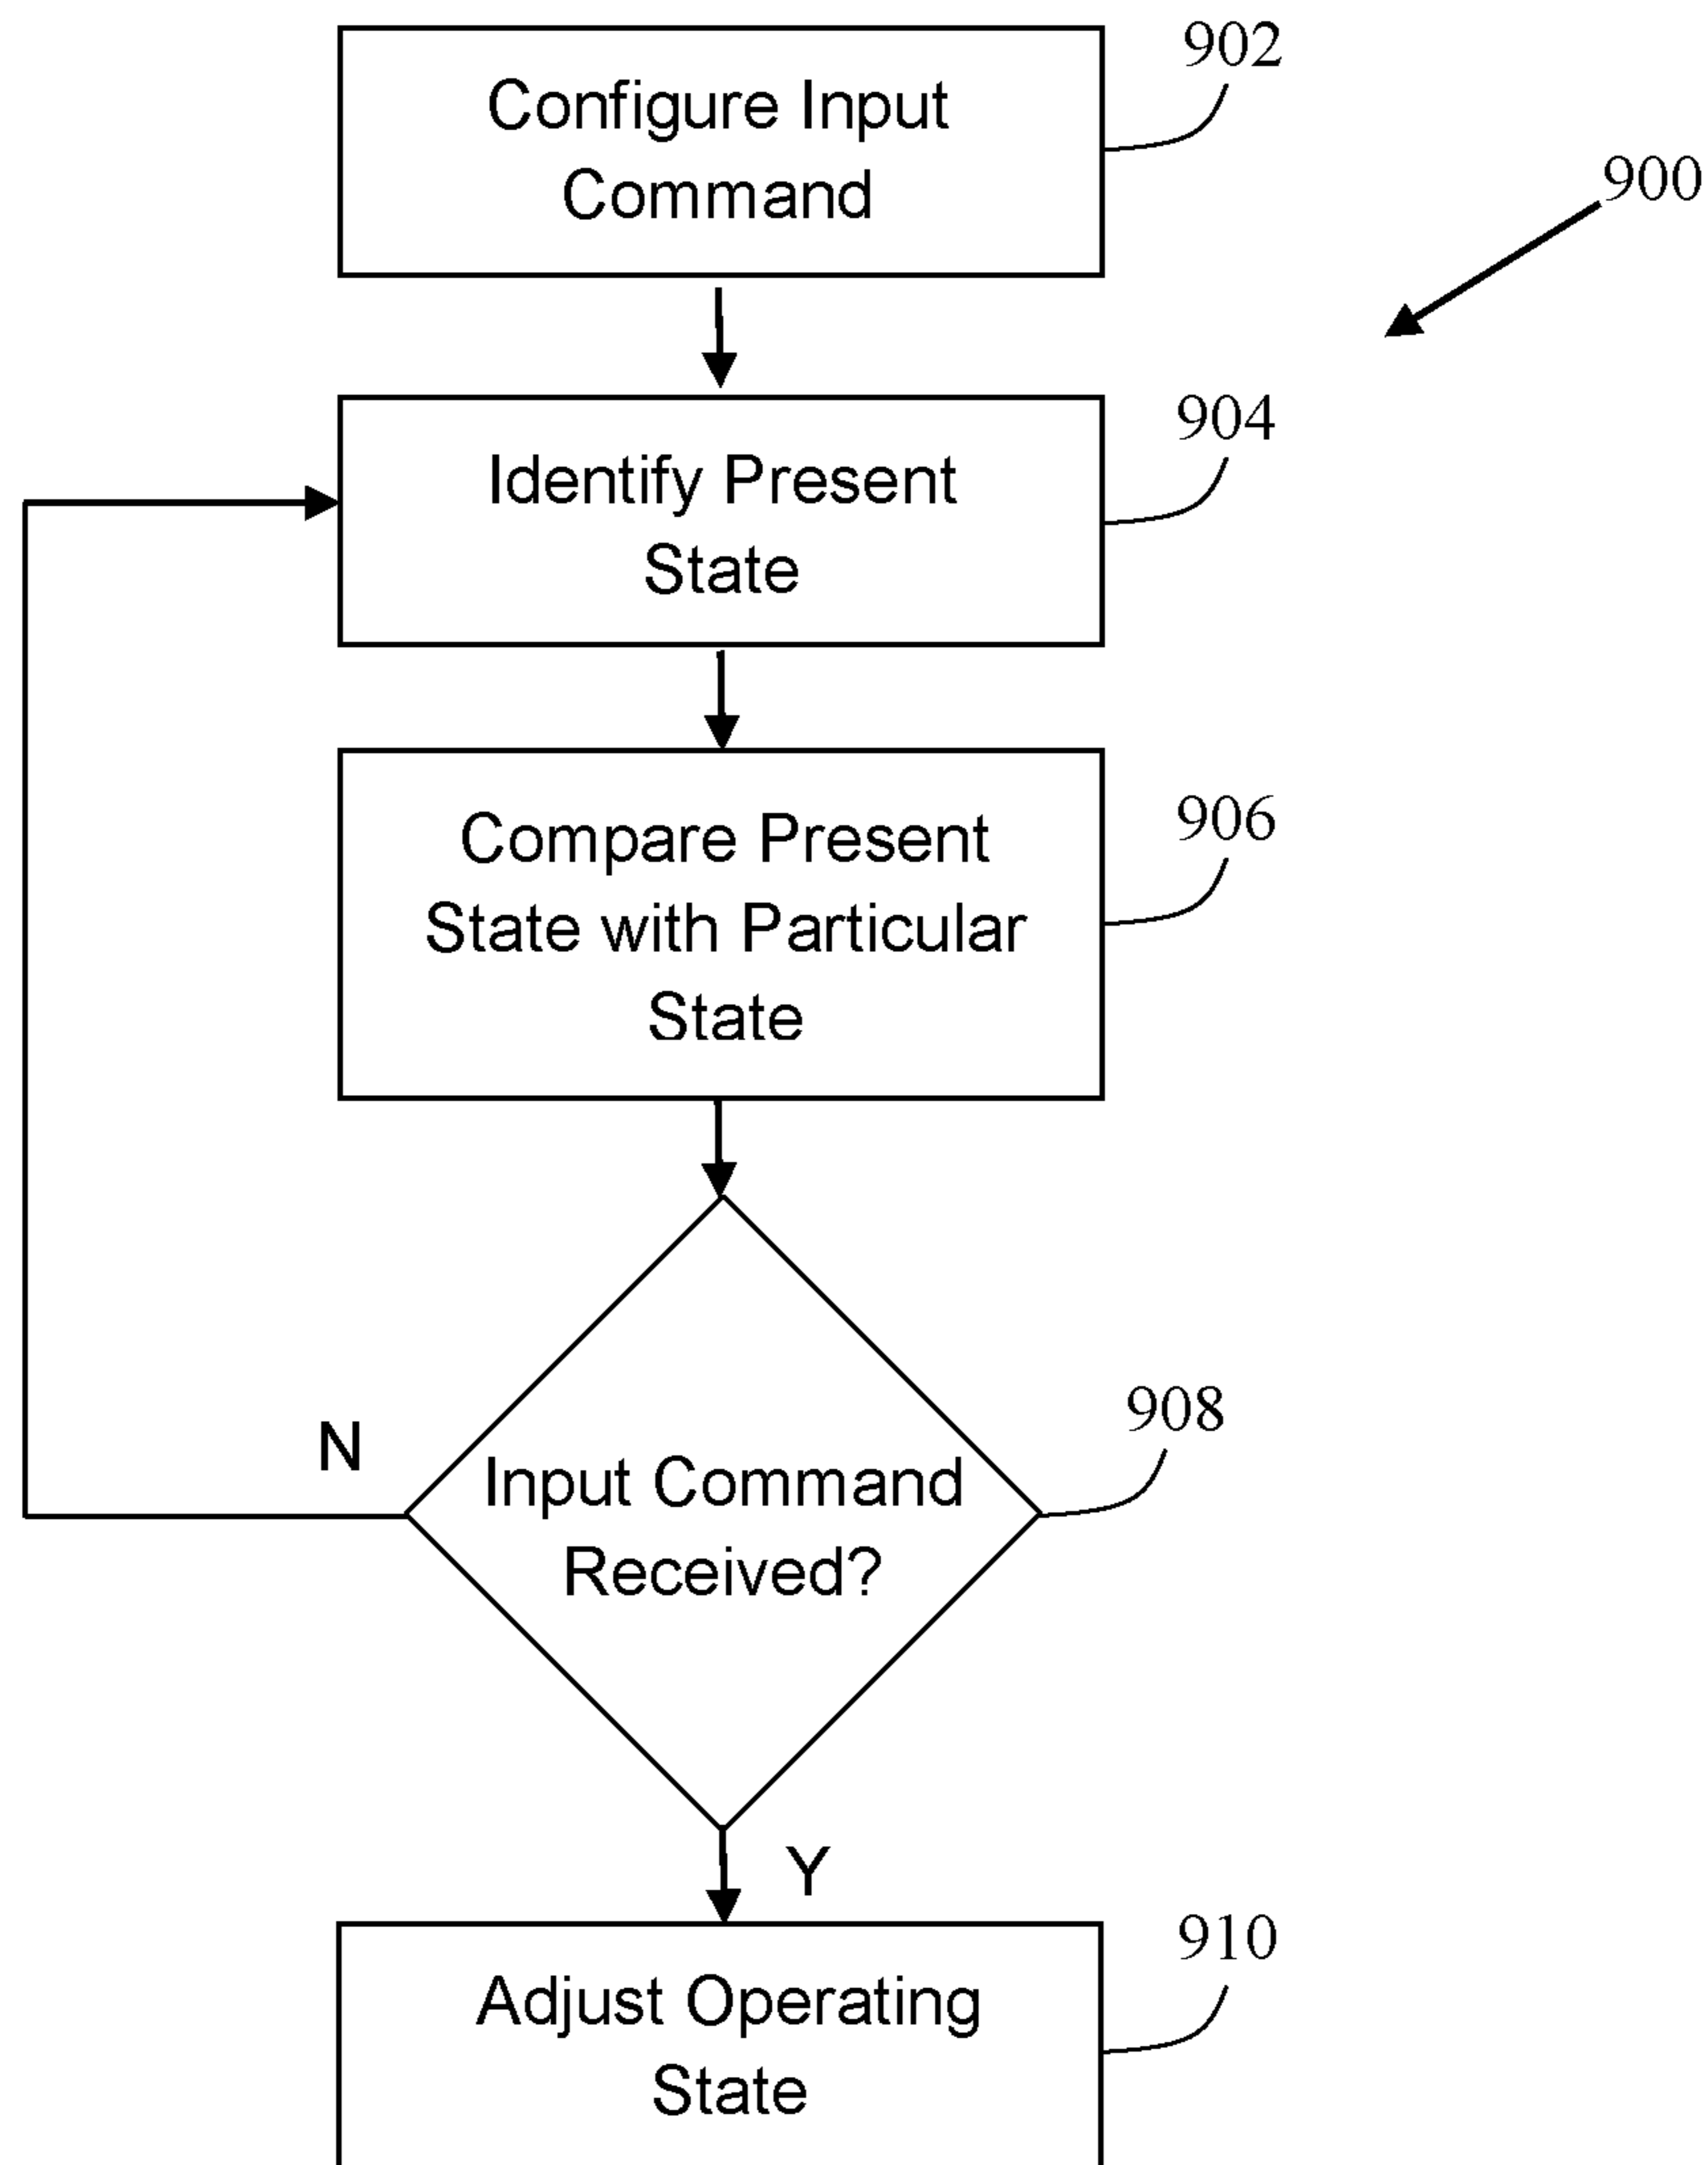 902
Configure Input
Command
900
904
Identify Present
State
906
Compare Present
State with Particular
State
908
N
Input Command
Received?
Y
910
Adjust Operating
State